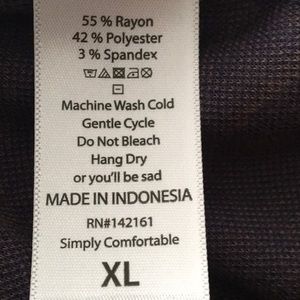 55 % Rayon
42 % Polyester
3 % Spandex
Machine Wash Cold
Gentle Cycle
Do Not Bleach
Hang Dry
or you'll be sad
MADE IN INDONESIA
RN#142161
Simply Comfortable
XL